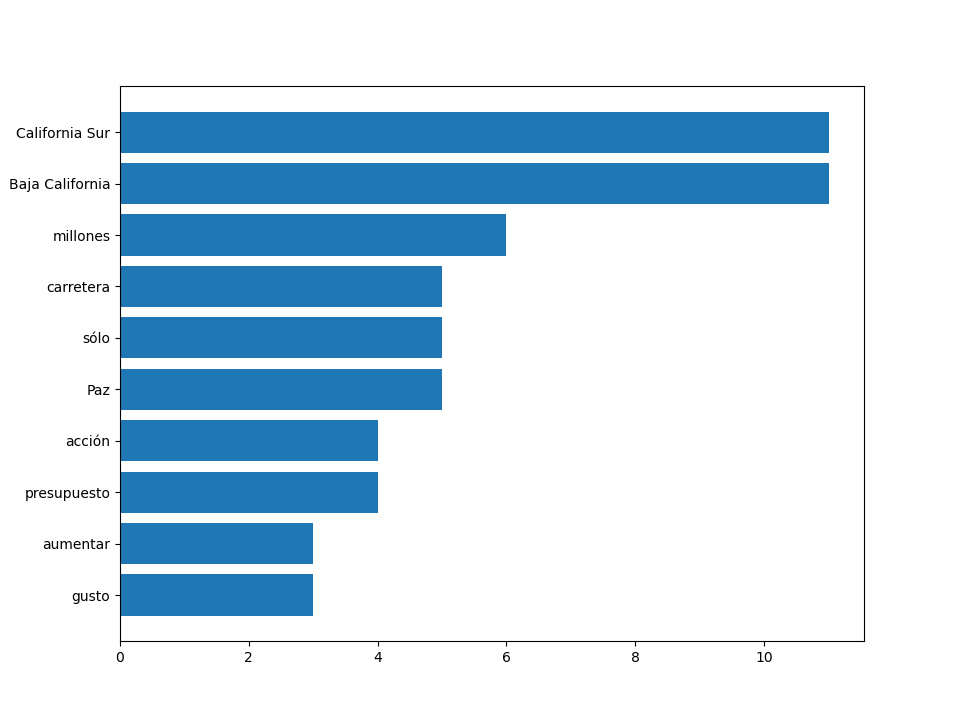 California Sur
Baja California
millones
carretera
sólo
Paz
acción
presupuesto
aumentar
gusto
0 2 4 6 8 10